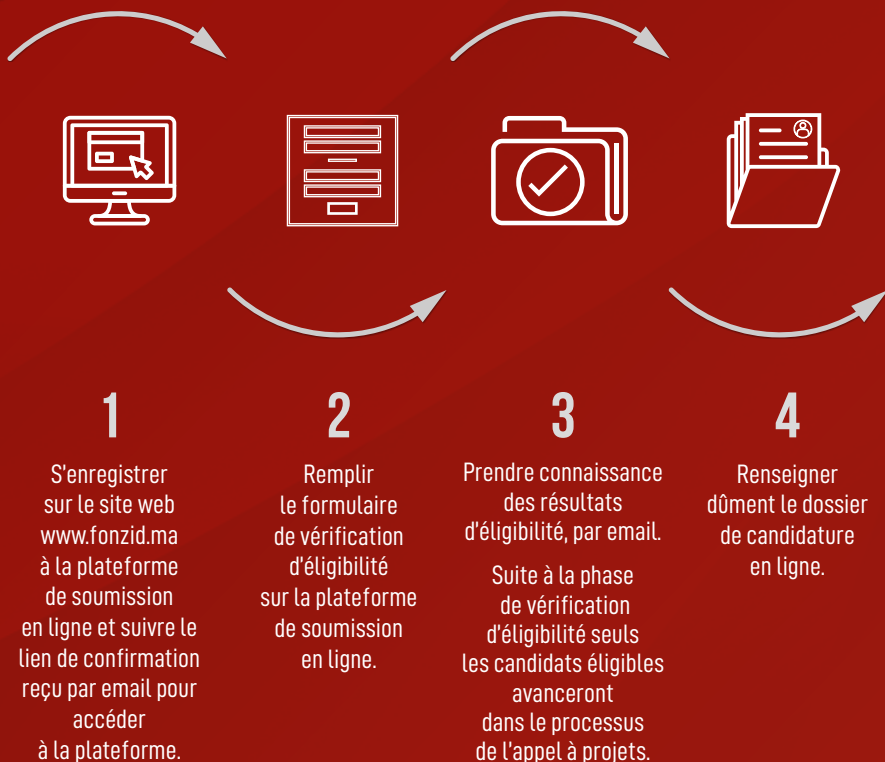 1
S'enregistrer
sur le site web
www.fonzid.ma
à la plateforme
de soumission
en ligne et suivre le
lien de confirmation
reçu par email pour
accéder
à la plateforme.
2
Remplir
le formulaire
de vérification
d'éligibilité
sur la plateforme
de soumission
en ligne.
3
Prendre connaissance
des résultats
d'éligibilité, par email.
Suite à la phase
de vérification
d'éligibilité seuls
les candidats éligibles
avanceront
dans le processus
de l'appel à projets.
4
Renseigner
dûment le dossier
de candidature
en ligne.